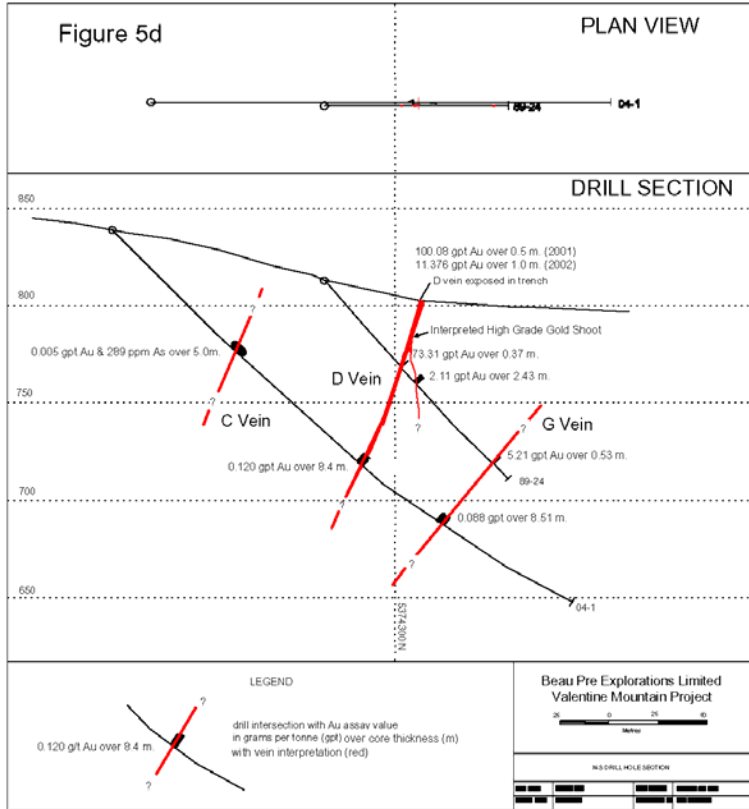 Figure 5d
PLAN VIEW
89-24
04-1
DRILL SECTION
850
100.08 gpt Au over 0.5 m. (2001)
11.376 gpt Au over 1.0 m. (2002)
D vein exposed in trench
800
?
Interpreted High Grade Gold Shoot
0.005 gpt Au & 289 ppm As over 5.0m.
73.31 gpt Au over 0.37 m.
D Vein
2.11 gpt Au over 2.43 m.
750
?
C Vein
?
?
G Vein
5.21 gpt Au over 0.53 m.
0.120 gpt Au over 8.4 m.
89-24
700
?
0.088 gpt over 8.51 m.
?
650
04-1
5374300 N
LEGEND
?
drill intersection with Au assay value
in grams per tonne (gpt) over core thickness (m)
with vein interpretation (red)
0.120 g/t Au over 8.4 m.
?
Beau Pre Explorations Limited
Valentine Mountain Project
25 0 25
Metres
N-S DRILL HOLE SECTION